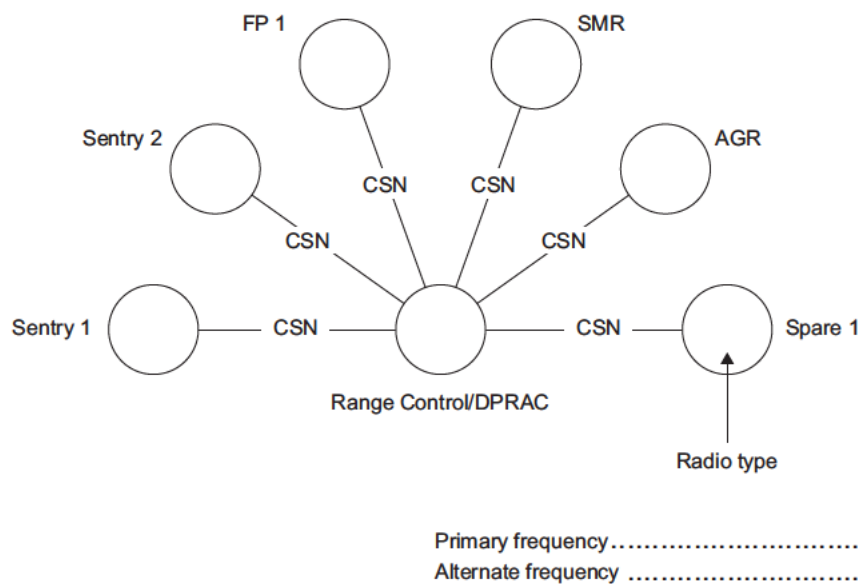 FP 1
SMR
Sentry 2
AGR
CSN
CSN
CSN
CSN
Sentry 1
CSN
CSN
Spare 1
Range Control/DPRAC
Radio type
Primary frequency..............................
Alternate frequency ............................